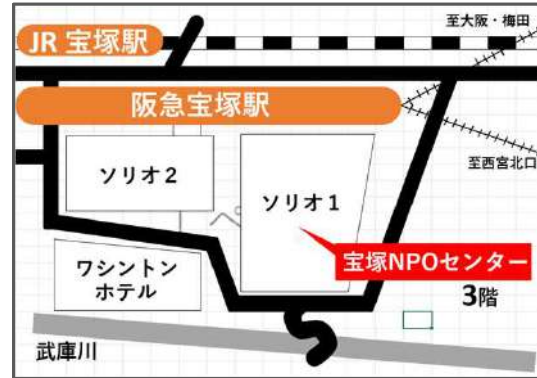 JR 宝塚駅
至大阪・梅田
阪急宝塚駅
至西宮北口
ソリオ２
ソリオ１
ワシントン
ホテル
宝塚NPOセンター
3階
武庫川